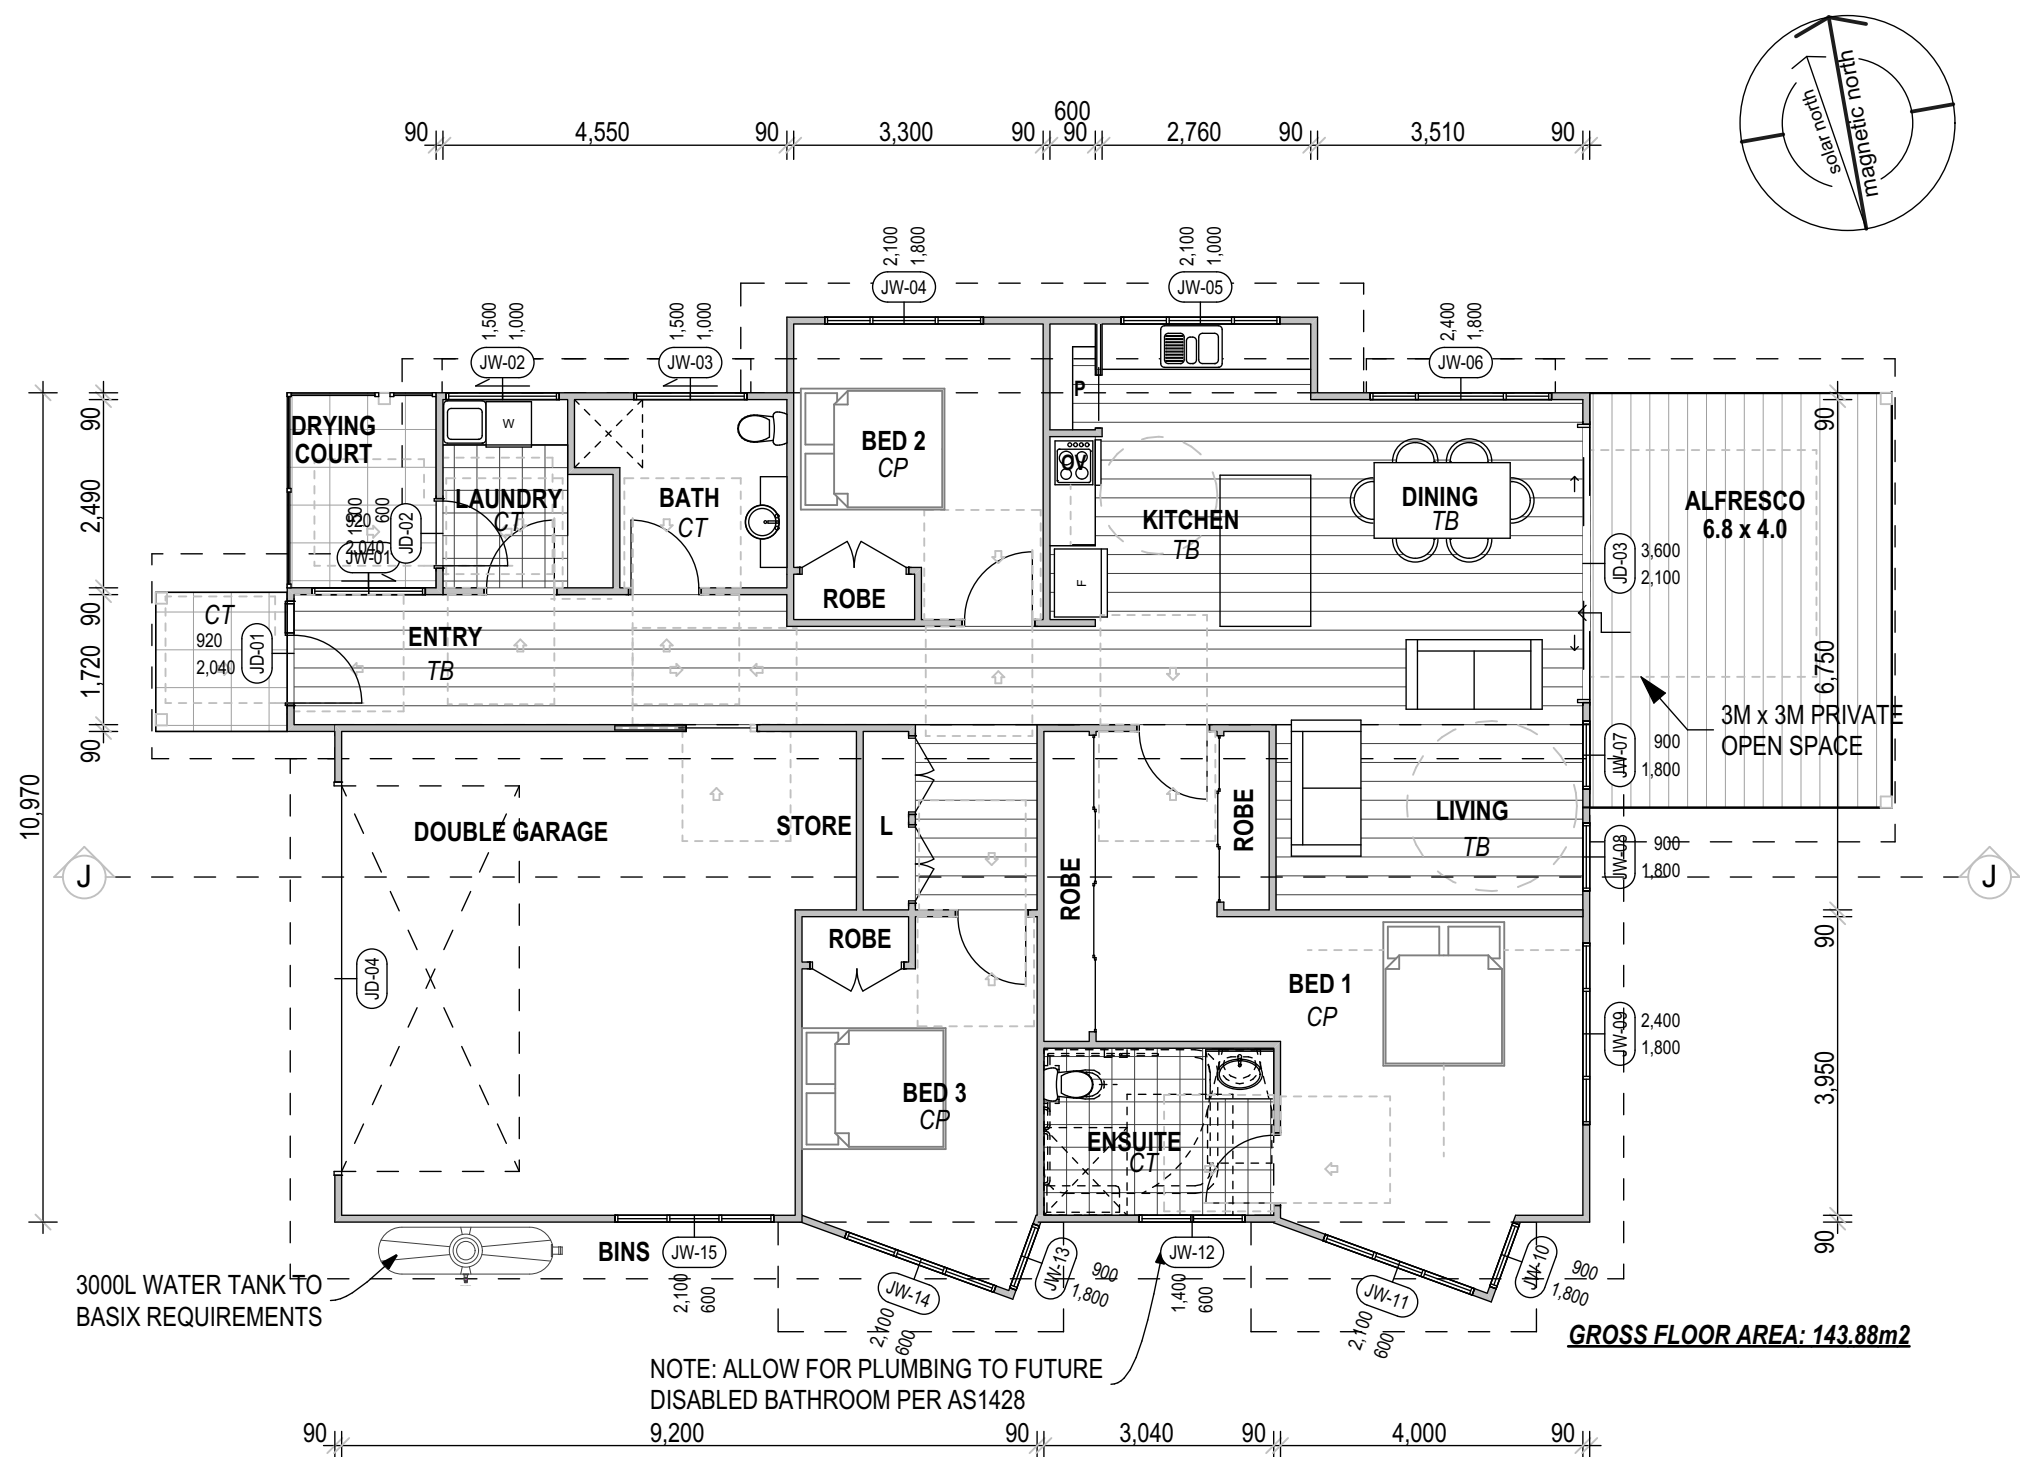 magnetic north
solar north
600
90 4,550 90 3,300 90 90 2,760 90 3,510 90
2,100
1,800
JW-04
2,100
1,000
JW-05
1,500
1,000
JW-02
1,500
1,000
JW-03
2,400
1,800
JW-06
90
2,490
90
1,720
90
10,970
DRYING
COURT
W
LAUNDRY
CT
BATH
CT
BED 2
CP
P
OV
KITCHEN
TB
DINING
TB
ALFRESCO
6.8 x 4.0
90
1,800
600
920
2,040
JD-02
JW-01
ROBE
F
JD-03
3,600
2,100
CT
920
2,040
JD-01
ENTRY
TB
6,750
3M x 3M PRIVATE
OPEN SPACE
JW-07
900
1,800
DOUBLE GARAGE
STORE
L
ROBE
ROBE
LIVING
TB
JW-08
900
1,800
J
J
ROBE
JD-04
BED 1
CP
90
JW-09
2,400
1,800
3,950
BED 3
CP
ENSUITE
CT
90
3000L WATER TANK TO
BASIX REQUIREMENTS
BINS
JW-15
2,100
600
JW-14
2,100
600
JW-13
900
1,800
JW-12
1,400
600
JW-11
2,100
600
JW-10
900
1,800
GROSS FLOOR AREA: 143.88m2
NOTE: ALLOW FOR PLUMBING TO FUTURE
DISABLED BATHROOM PER AS1428
90 9,200 90 3,040 90 4,000 90